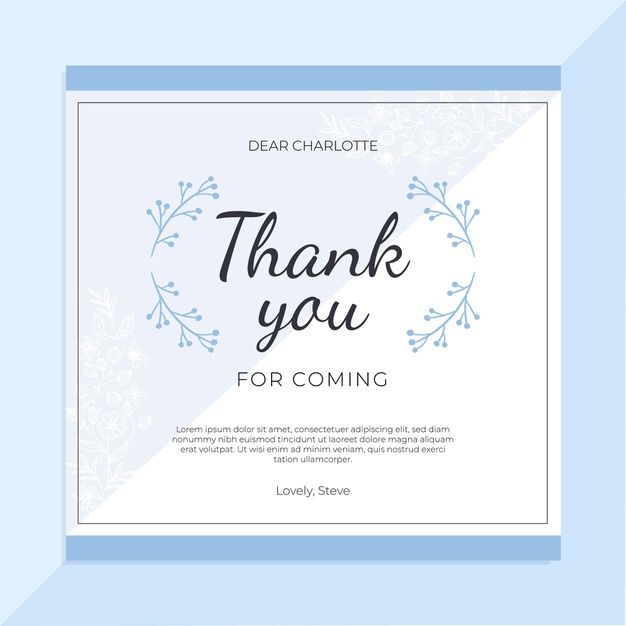 DEAR CHARLOTTE
Thank
you
FOR COMING
Lorem ipsum dolor sit amet, consectetuer adipiscing
elit, sed diam nonummy nibh euismod tincidunt ut
laoreet dolore magna aliquam erat volutpat. Ut wisi
enim ad minim veniam, quis nostrud exerci
tation ullamcorper.
Lovely, Steve